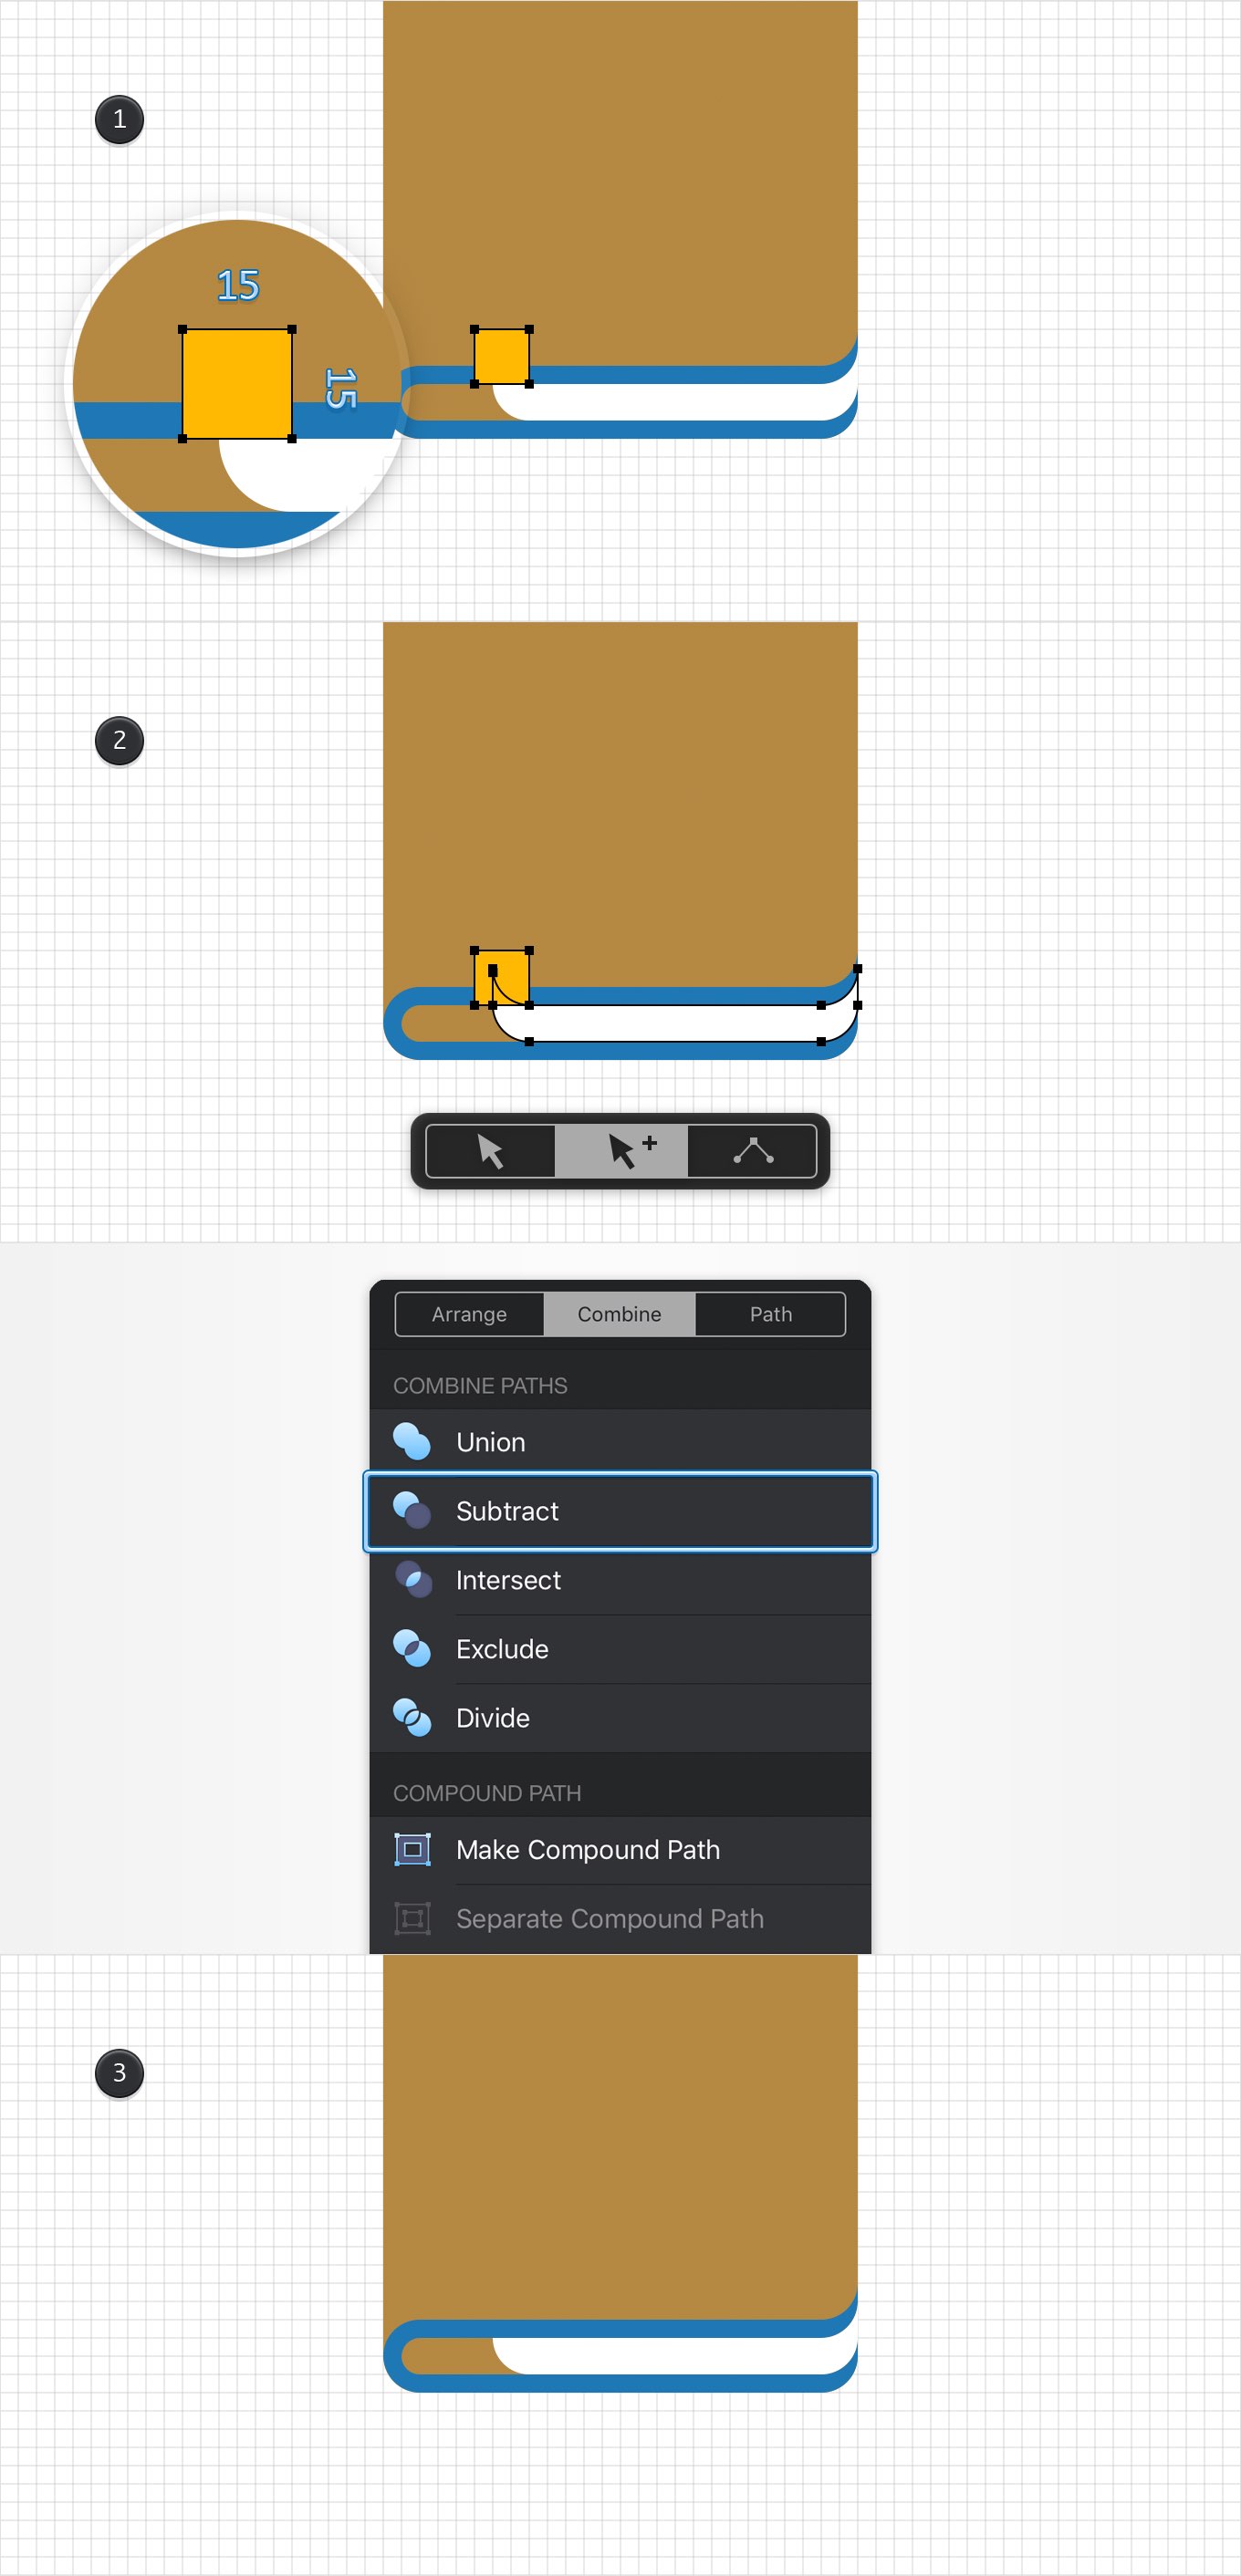 1
15
15
2
Arrange Combine Path
COMBINE PATHS
Union
Subtract
Intersect
Exclude
Divide
COMPOUND PATH
Make Compound Path
Separate Compound Path
3